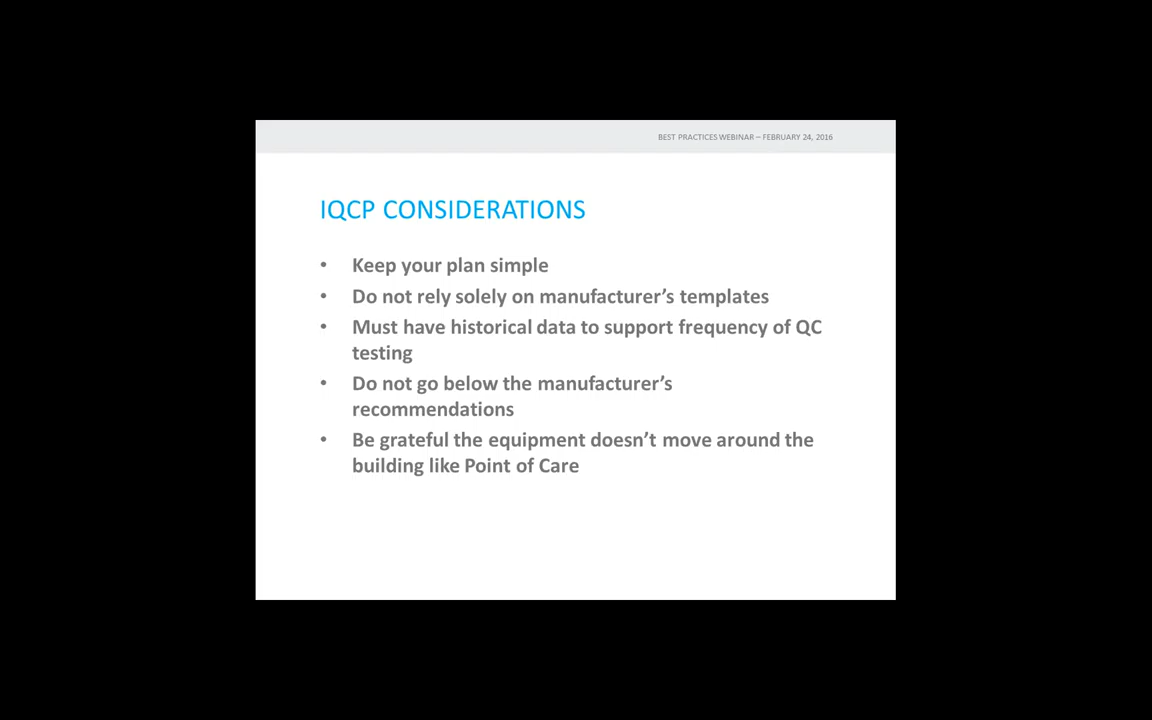 BEST PRACTICES WEBINAR – FEBRUARY 24, 2016
IQCP CONSIDERATIONS
• Keep your plan simple
• Do not rely solely on manufacturer’s templates
• Must have historical data to support frequency of QC
testing
• Do not go below the manufacturer’s
recommendations
• Be grateful the equipment doesn’t move around the
building like Point of Care